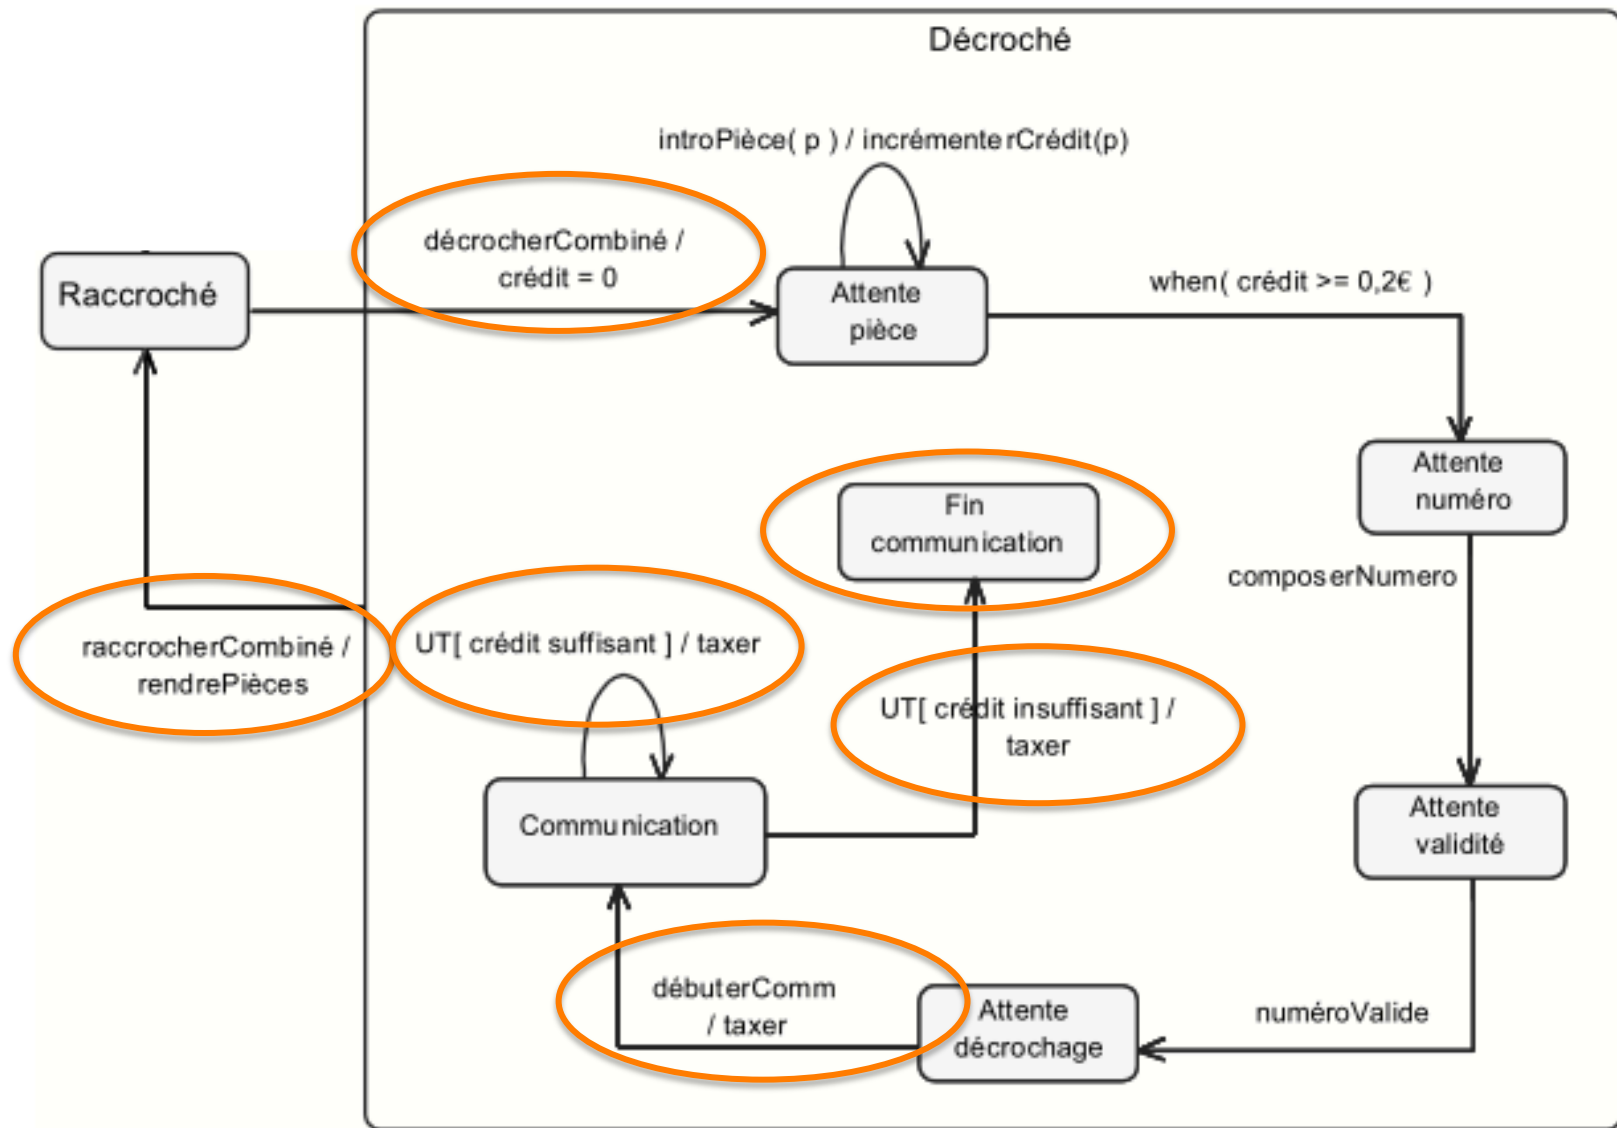 Décroché
introPièce( p ) / incrémenterCrédit(p)
décrocherCombiné /
crédit = 0
Raccroché
Attente
pièce
when( crédit >= 0,2€ )
Attente
numéro
Fin
communication
composerNumero
raccrocherCombiné /
rendrePièces
UT[ crédit suffisant ] / taxer
UT[ crédit insuffisant ] /
taxer
Communication
Attente
validité
débuterComm
/ taxer
Attente
décrochage
numéroValide